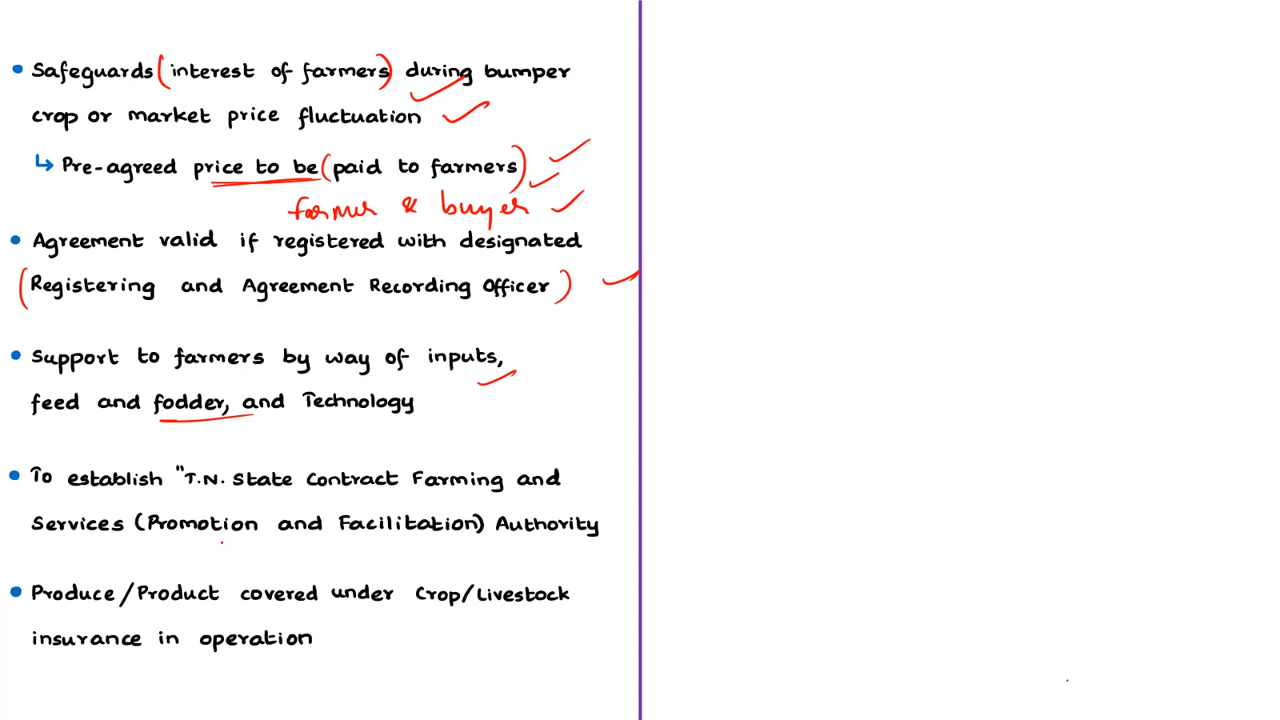 • Safeguards (interest of farmers) during bumper
crop or market price fluctuation
↳ Pre-agreed price to be (paid to farmers)
farmer & buyer
• Agreement valid if registered with designated
(Registering and Agreement Recording Officer)
• Support to farmers by way of inputs,
feed and fodder, and Technology
• To establish "T.N. State Contract Farming and
Services (Promotion and Facilitation) Authority
• Produce/Product covered under Crop/Livestock
insurance in operation